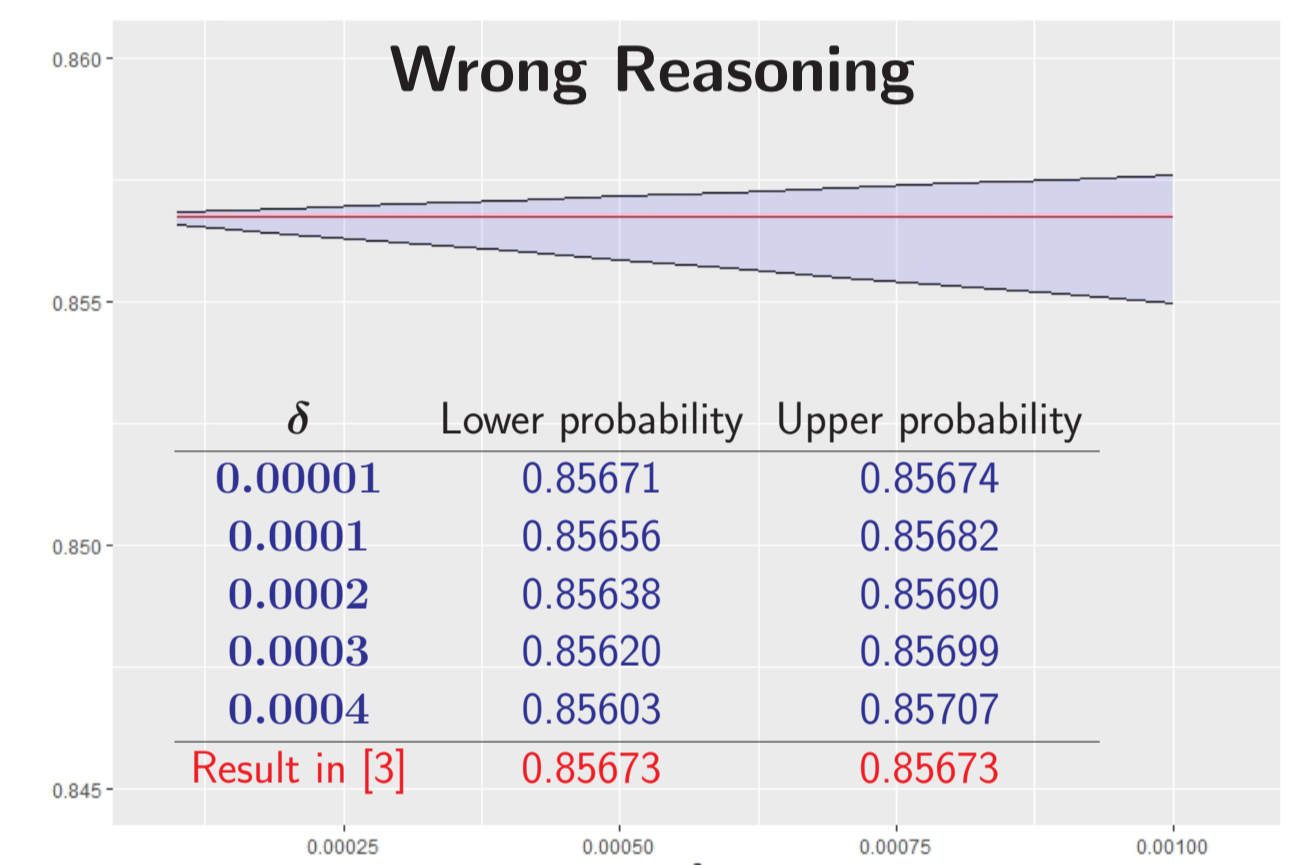 0.860
Wrong Reasoning
0.855
δ Lower probability Upper probability
0.00001 0.85671 0.85674
0.850
0.0001 0.85656 0.85682
0.0002 0.85638 0.85690
0.0003 0.85620 0.85699
0.0004 0.85603 0.85707
0.845
Result in [3] 0.85673 0.85673
0.00025 0.00050 0.00075 0.00100